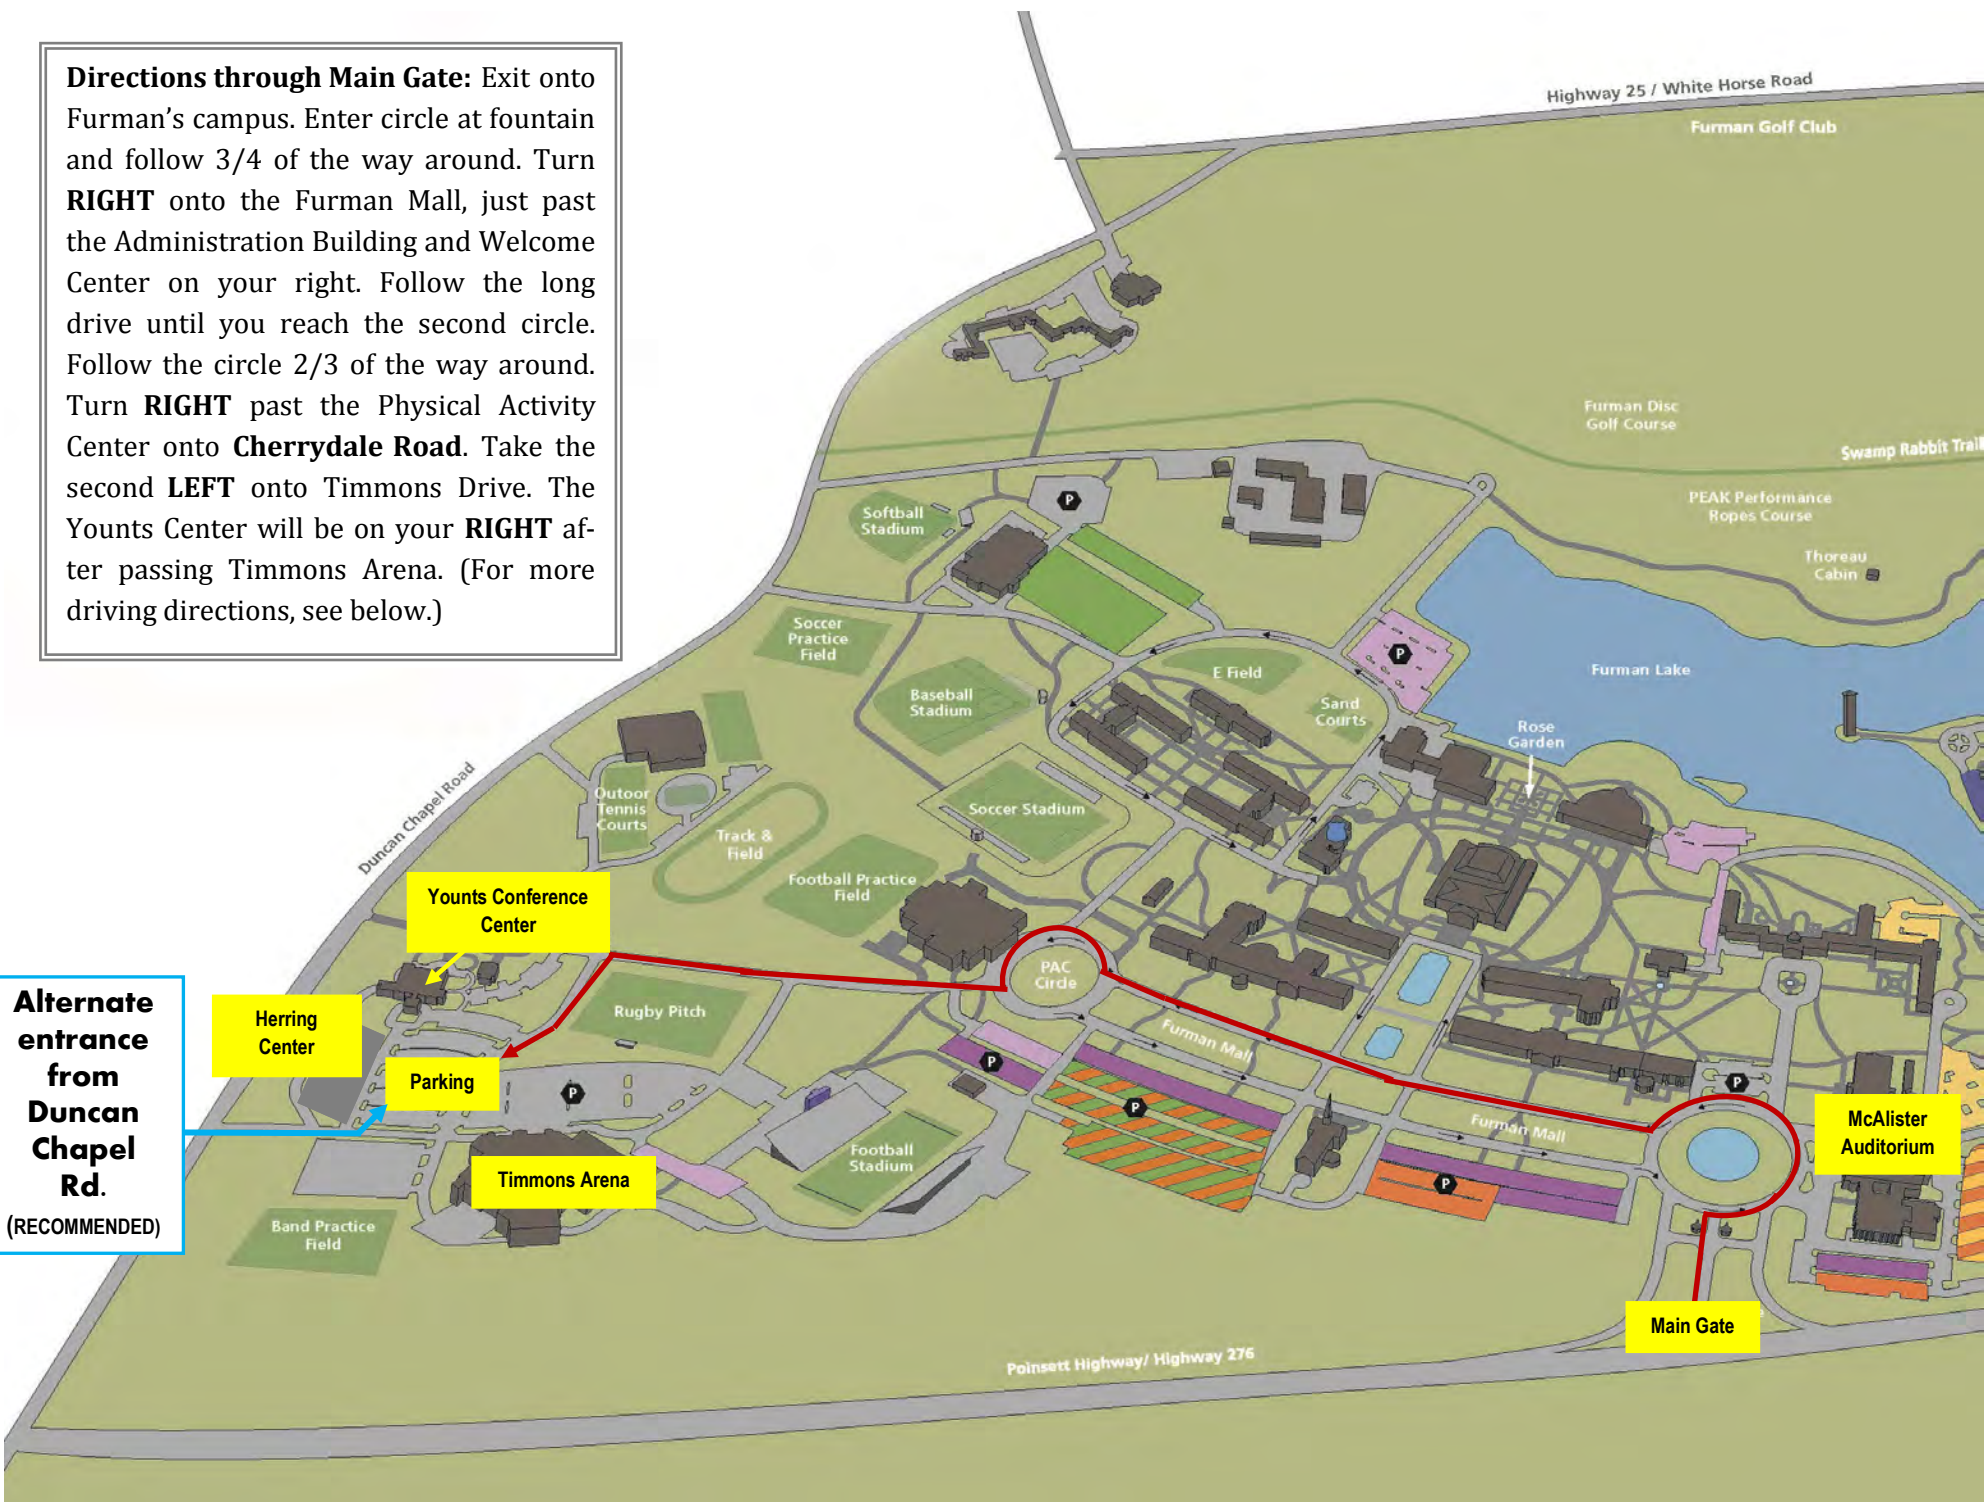 Directions through Main Gate: Exit onto
Furman’s campus. Enter circle at fountain
and follow 3/4 of the way around. Turn
RIGHT onto the Furman Mall, just past
the Administration Building and Welcome
Center on your right. Follow the long
drive until you reach the second circle.
Follow the circle 2/3 of the way around.
Turn RIGHT past the Physical Activity
Center onto Cherrydale Road. Take the
second LEFT onto Timmons Drive. The
Younts Center will be on your RIGHT af-
ter passing Timmons Arena. (For more
driving directions, see below.)
Highway 25 / White Horse Road
Furman Golf Club
Furman Disc
Golf Course
Swamp Rabbit Trail
PEAK Performance
Ropes Course
Thoreau
Cabin
P
Softball
Stadium
Soccer
Practice
Field
P
E Field
Furman Lake
Baseball
Stadium
Sand
Courts
Rose
Garden
Duncan Chapel Road
Outoor
Tennis
Courts
Soccer Stadium
Track &
Field
Football Practice
Field
Younts Conference
Center
PAC
Circle
Alternate
entrance
from
Duncan
Chapel
Rd.
(RECOMMENDED)
Herring
Center
Rugby Pitch
Furman Mall
Parking
P
P
P
P
Furman Mall
McAlister
Auditorium
Football
Stadium
Timmons Arena
P
Band Practice
Field
Main Gate
Poinsett Highway/ Highway 276